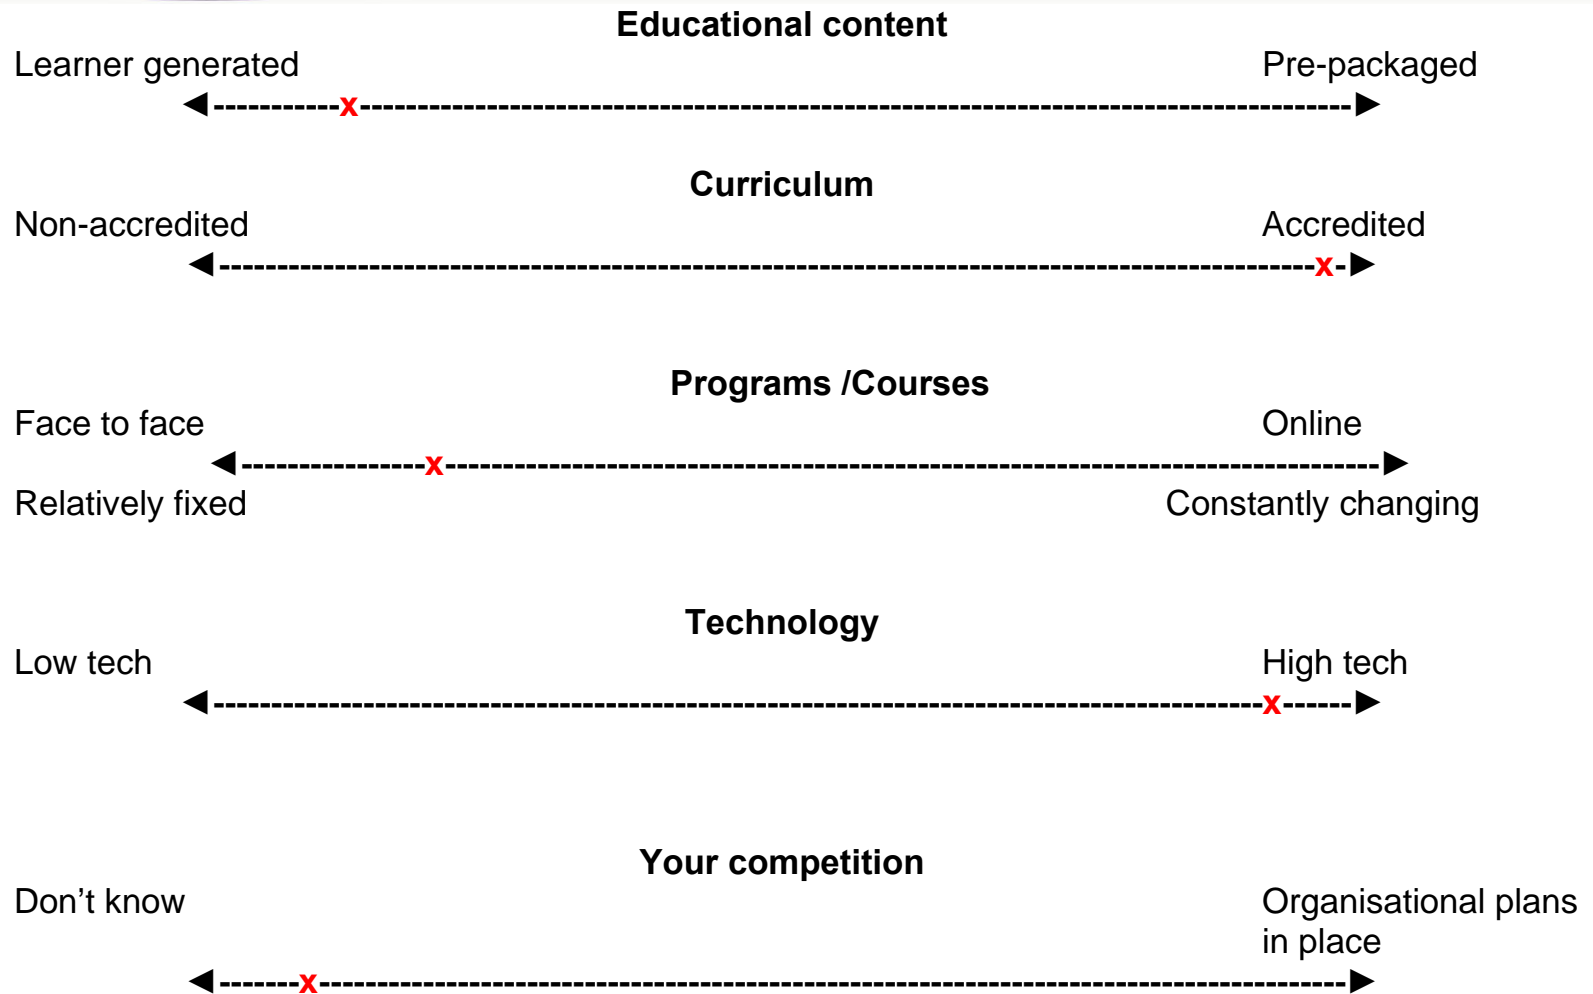 Educational content
Learner generated Pre-packaged
◄------------x--------------------------------------------------------------------------------------►
Curriculum
Non-accredited Accredited
◄-----------------------------------------------------------------------------------------------x-►
Programs /Courses
Face to face Online
◄----------------x---------------------------------------------------------------------------------►
Relatively fixed Constantly changing
Technology
Low tech High tech
◄-------------------------------------------------------------------------------------------x------►
Your competition
Don’t know Organisational plans
in place
◄-------x-----------------------------------------------------------------------------------------►